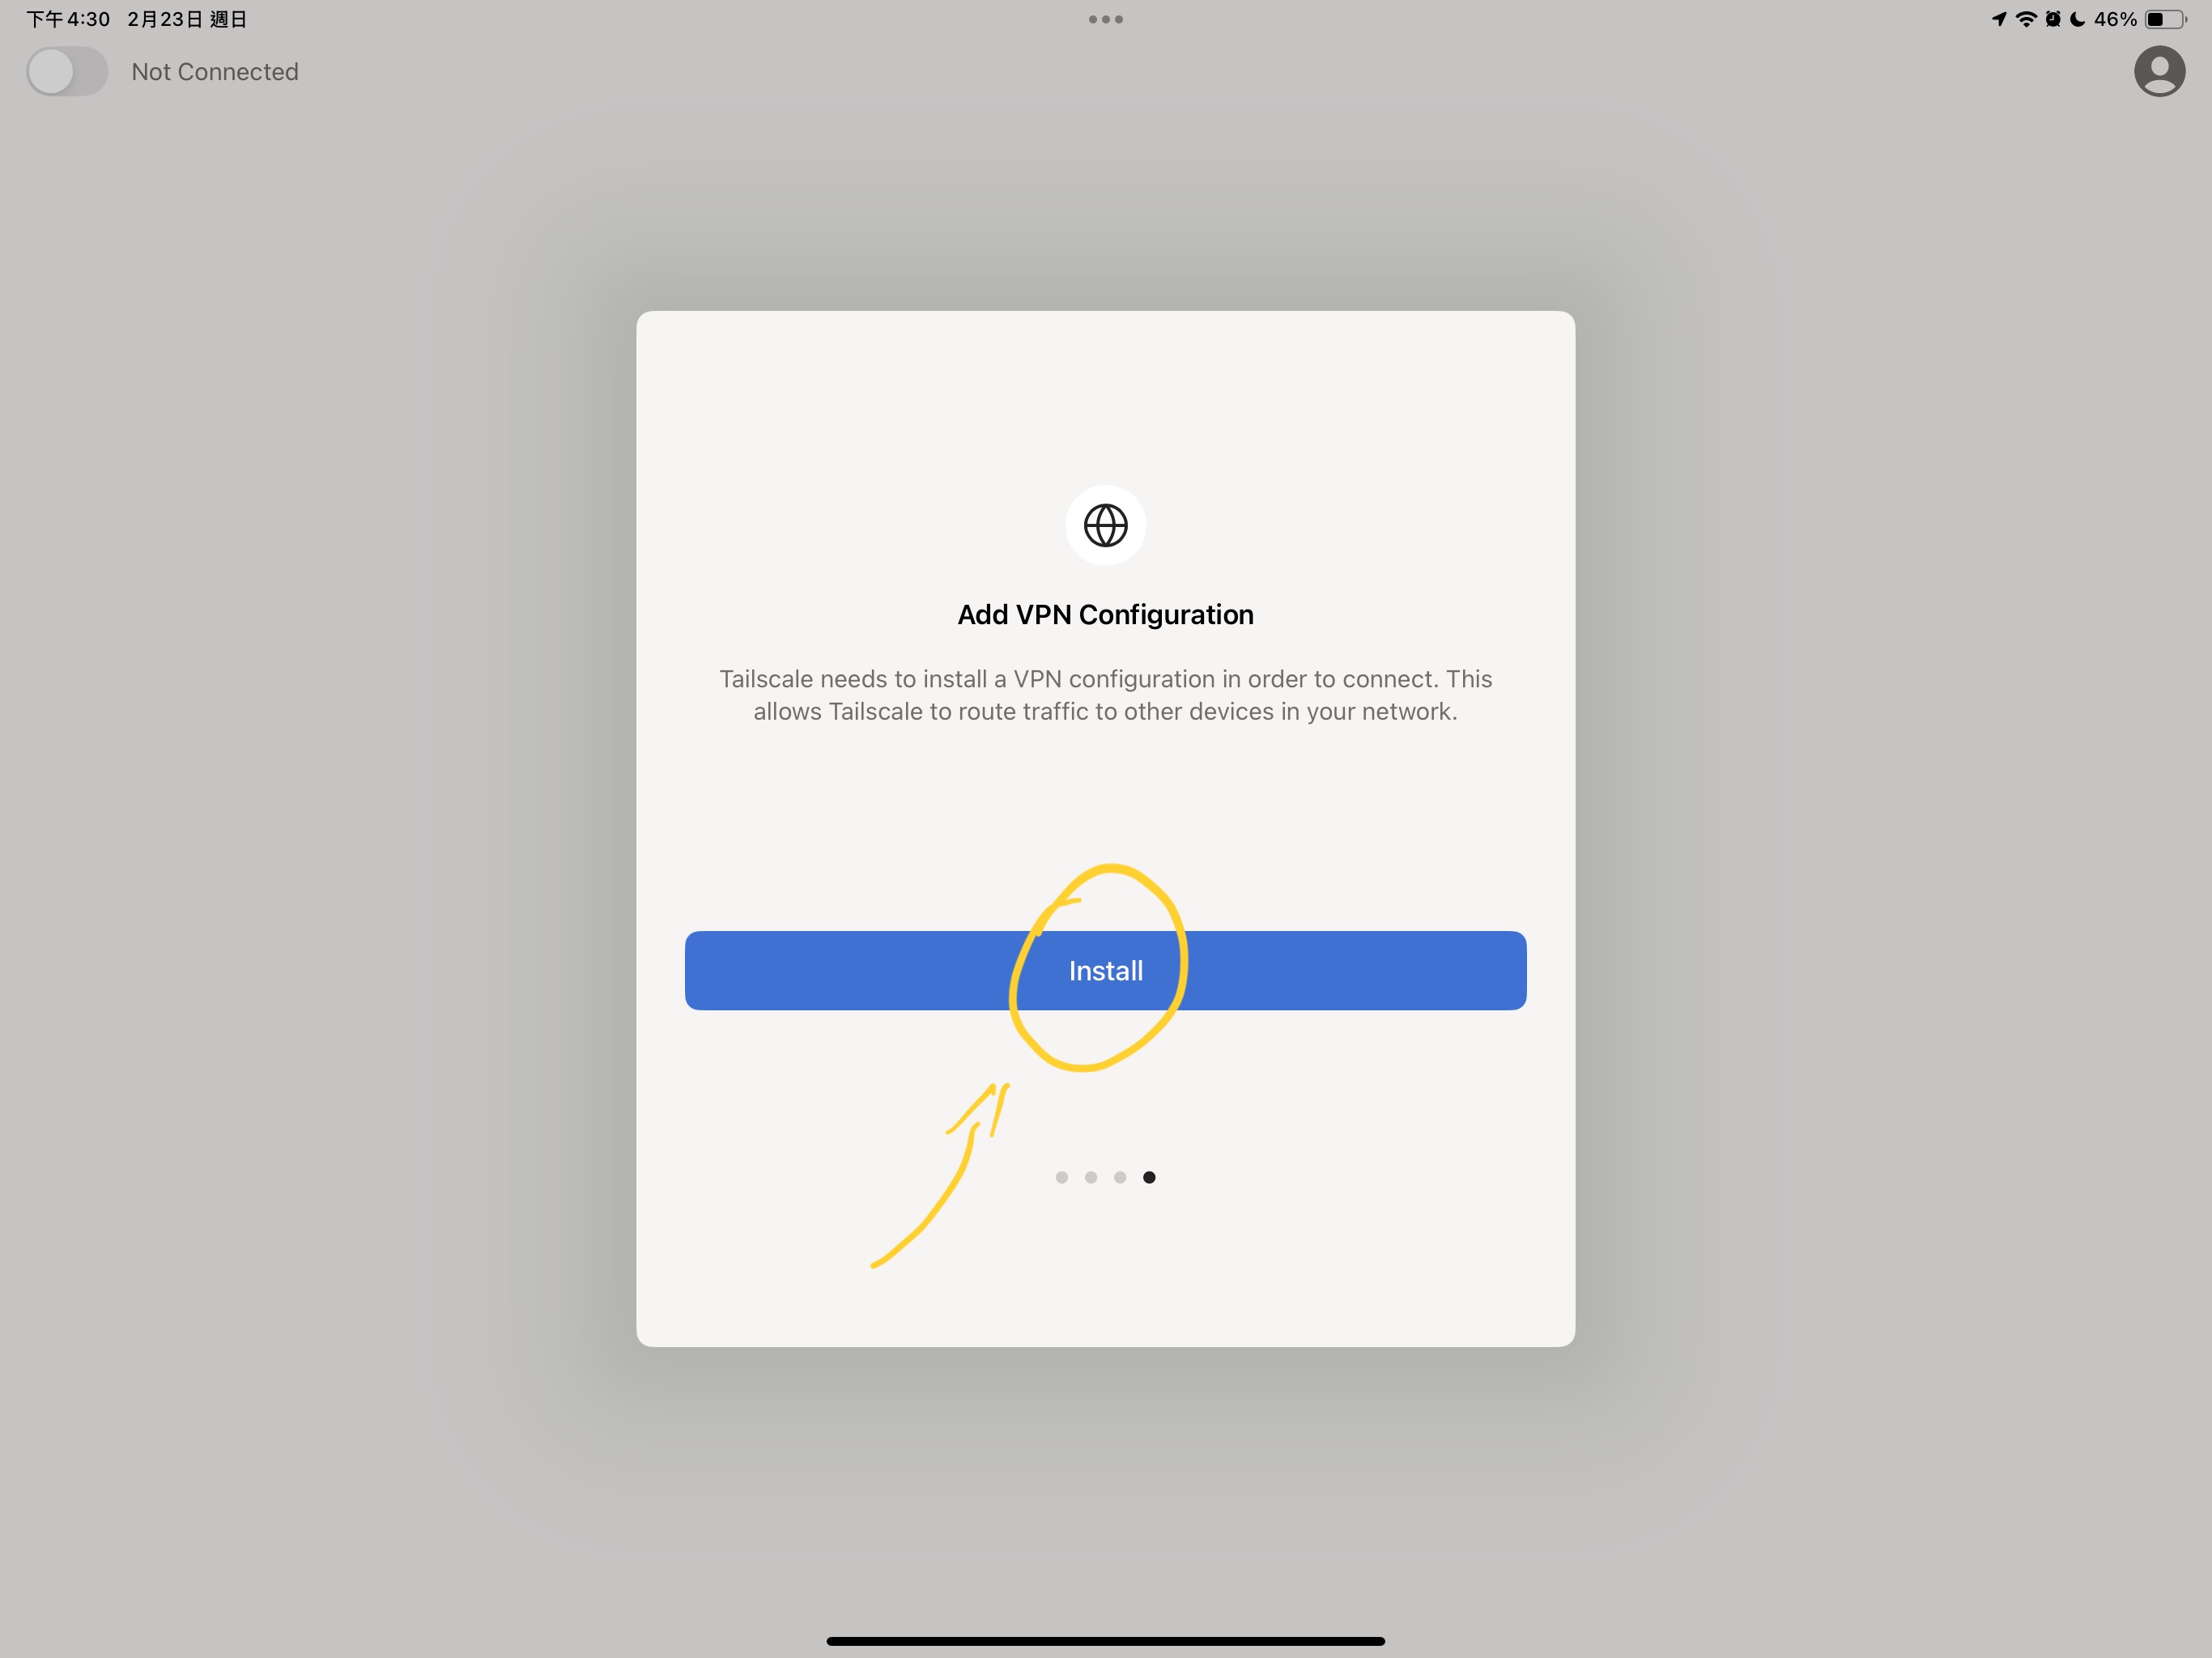 下午4:30 2月23日 週日
46%
Not Connected
Add VPN Configuration
Tailscale needs to install a VPN configuration in order to connect. This
allows Tailscale to route traffic to other devices in your network.
Install